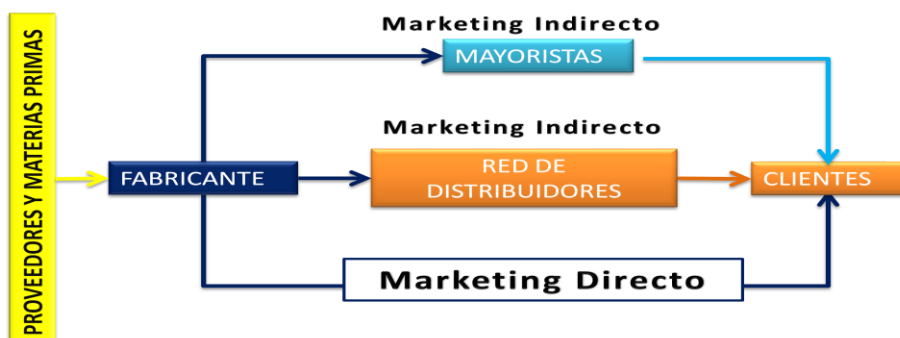 PROVEEDORES Y MATERIAS PRIMAS
Marketing Indirecto
MAYORISTAS
Marketing Indirecto
FABRICANTE
RED DE
DISTRIBUIDORES
CLIENTES
Marketing Directo